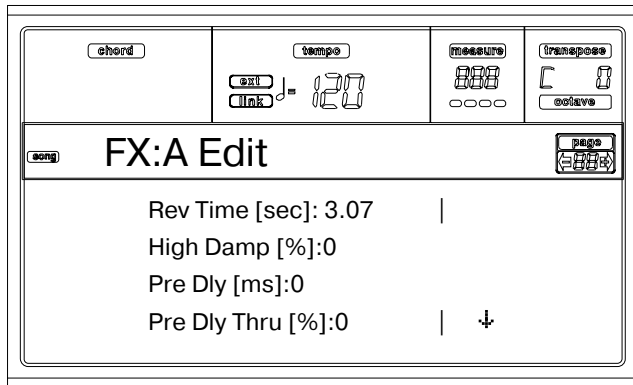 chord tempo measure transpose
ext ♩= 120 888 C 0
link octave
song FX:A Edit page
88
Rev Time [sec]: 3.07
High Damp [%]:0
Pre Dly [ms]:0
Pre Dly Thru [%]:0